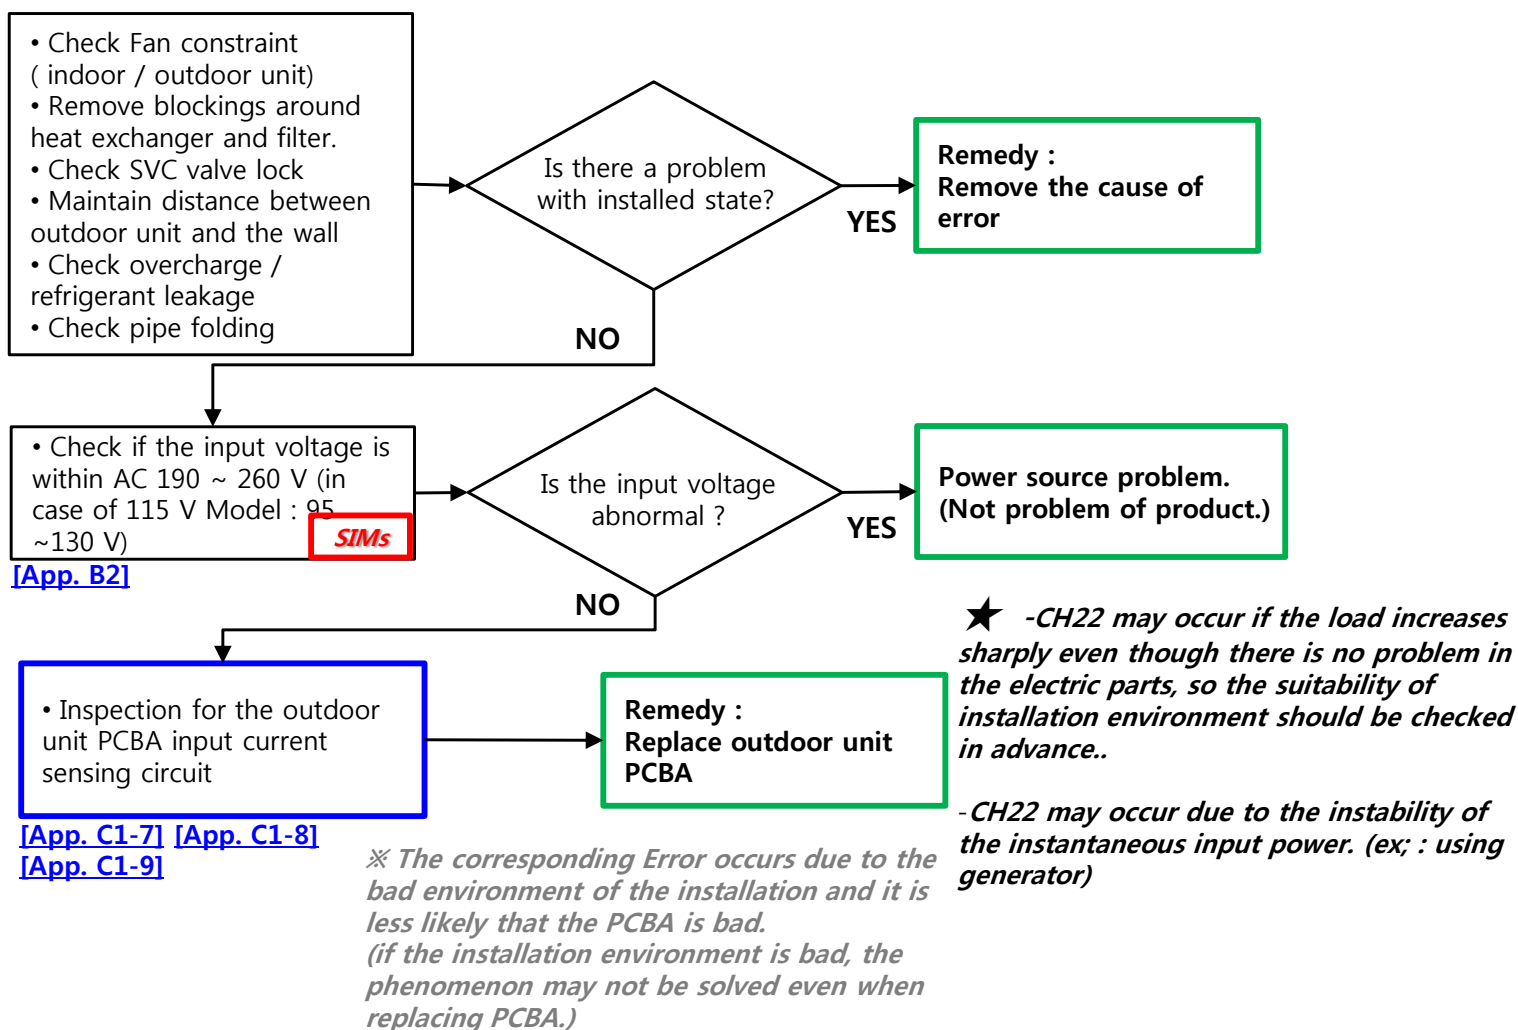 • Check Fan constraint
( indoor / outdoor unit)
• Remove blockings around
heat exchanger and filter.
• Check SVC valve lock
• Maintain distance between
outdoor unit and the wall
• Check overcharge /
refrigerant leakage
• Check pipe folding
Is there a problem
with installed state?
YES
Remedy :
Remove the cause of
error
NO
• Check if the input voltage is
within AC 190 ~ 260 V (in
case of 115 V Model : 95
~130 V)
SIMs
[App. B2]
Is the input voltage
abnormal ?
YES
Power source problem.
(Not problem of product.)
NO
• Inspection for the outdoor
unit PCBA input current
sensing circuit
[App. C1-7] [App. C1-8]
[App. C1-9]
Remedy :
Replace outdoor unit
PCBA
★ -CH22 may occur if the load increases
sharply even though there is no problem in
the electric parts, so the suitability of
installation environment should be checked
in advance..
-CH22 may occur due to the instability of
the instantaneous input power. (ex; : using
generator)
※ The corresponding Error occurs due to the
bad environment of the installation and it is
less likely that the PCBA is bad.
(if the installation environment is bad, the
phenomenon may not be solved even when
replacing PCBA.)